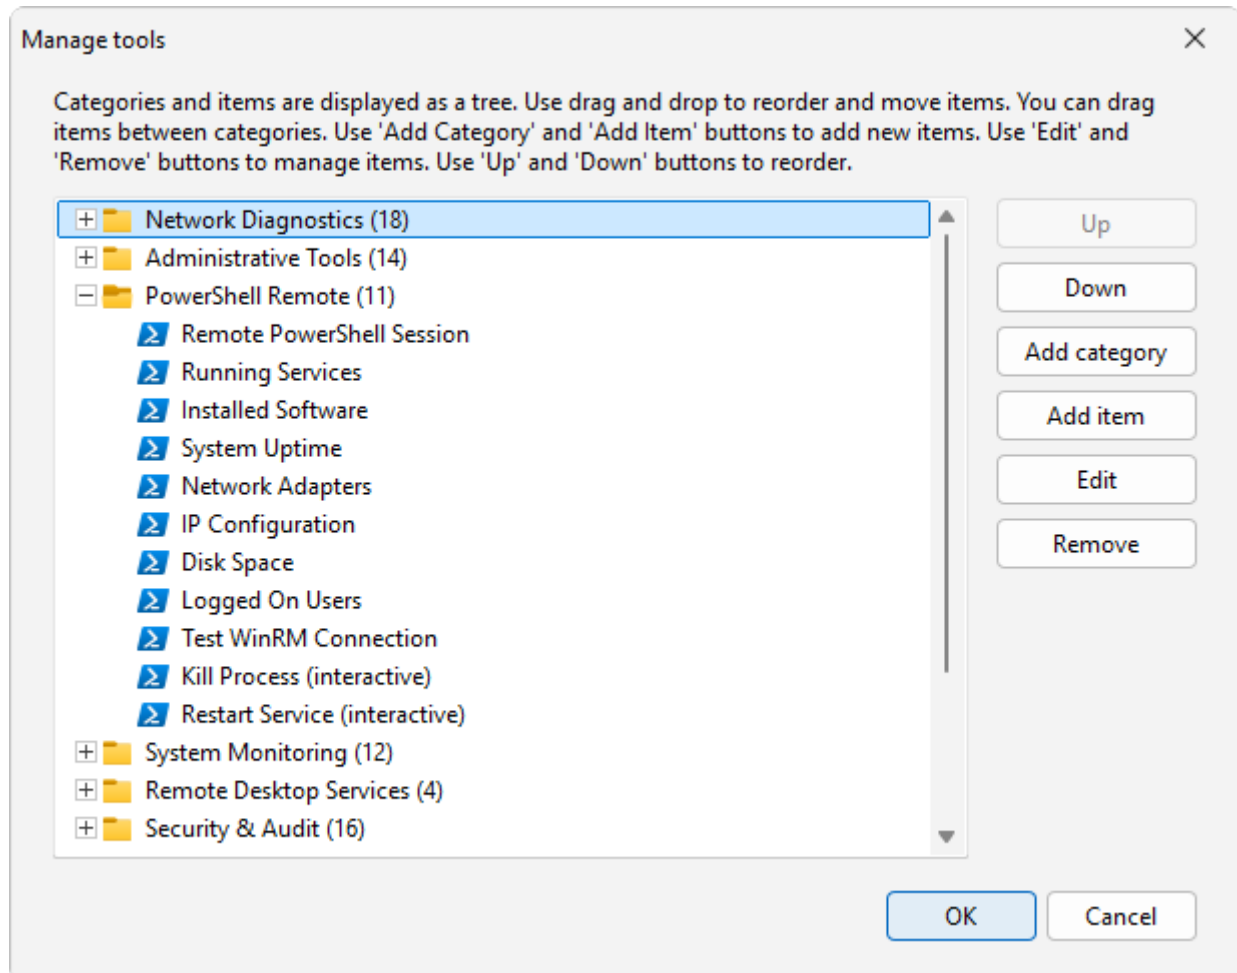 Manage tools
Categories and items are displayed as a tree. Use drag and drop to reorder and move items. You can drag
items between categories. Use 'Add Category' and 'Add Item' buttons to add new items. Use 'Edit' and
'Remove' buttons to manage items. Use 'Up' and 'Down' buttons to reorder.
Network Diagnostics (18)
Administrative Tools (14)
PowerShell Remote (11)
Remote PowerShell Session
Running Services
Installed Software
System Uptime
Network Adapters
IP Configuration
Disk Space
Logged On Users
Test WinRM Connection
Kill Process (interactive)
Restart Service (interactive)
System Monitoring (12)
Remote Desktop Services (4)
Security & Audit (16)
Up
Down
Add category
Add item
Edit
Remove
OK
Cancel